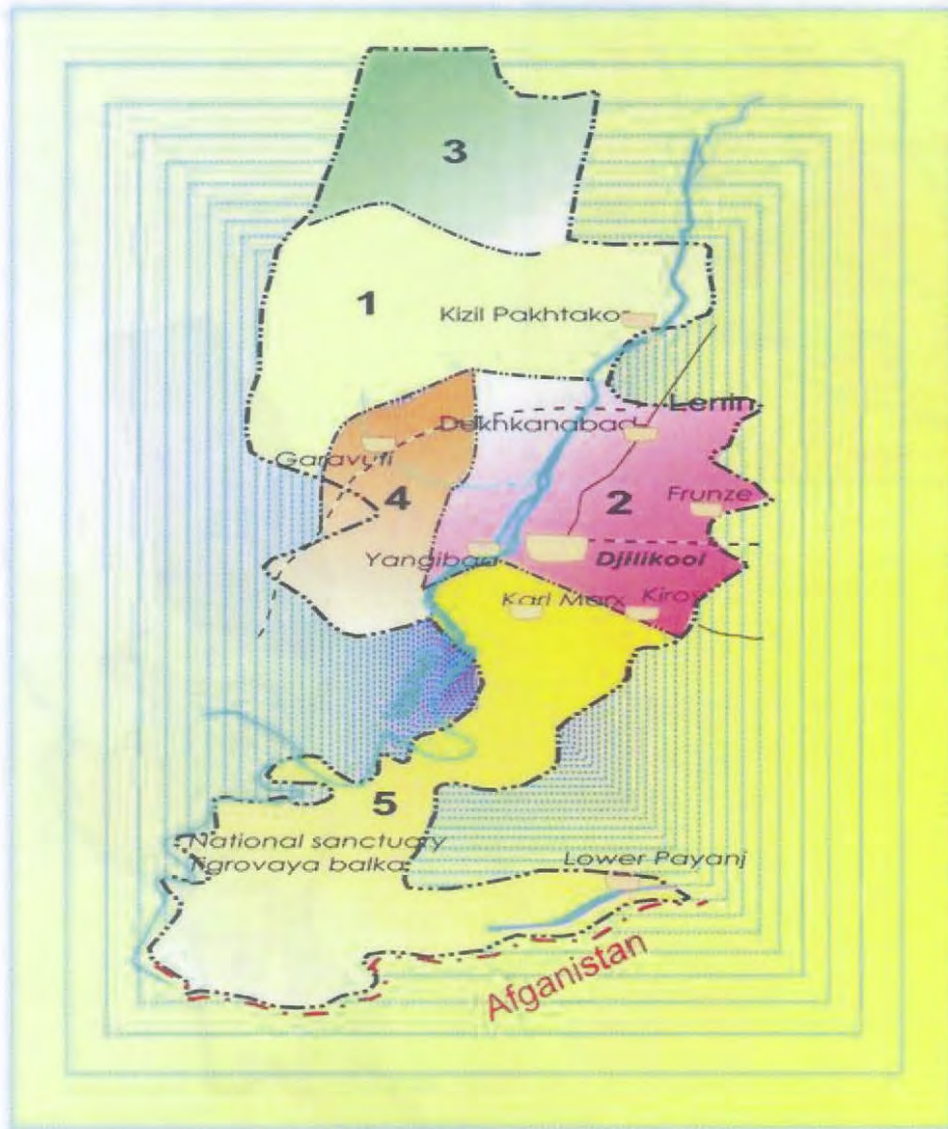 3
1
Kizil Pakhtakor
Lenin
Dekhkanabad
Garavuti
4
2
Frunze
Yangibad
Djilikool
Karl Marx
Kirov
5
National sanctuary
Tigrovaya balka
Lower Payanj
Afganistan